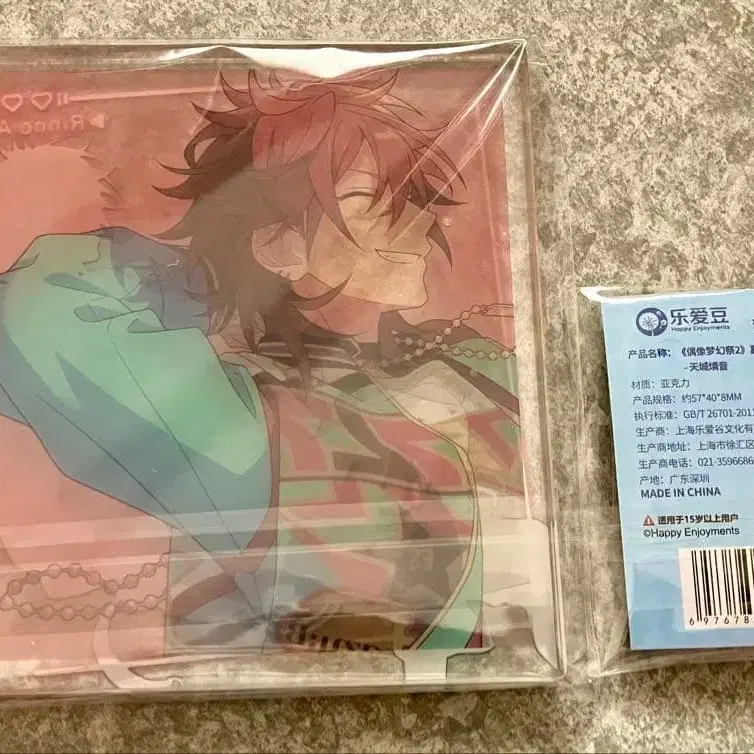 乐爱豆
Happy Enjoyments
产品名称：《偶像梦幻祭2》
-天城燐音
材质：亚克力
产品规格：约57*40*8MM
执行标准：GB/T 26701-201
生产商：上海乐爱谷文化有
生产商地址：上海市徐汇区
生产商电话：021-3596686
产地：广东深圳
MADE IN CHINA
适用于15岁以上用户
©Happy Enjoyments
6 97678